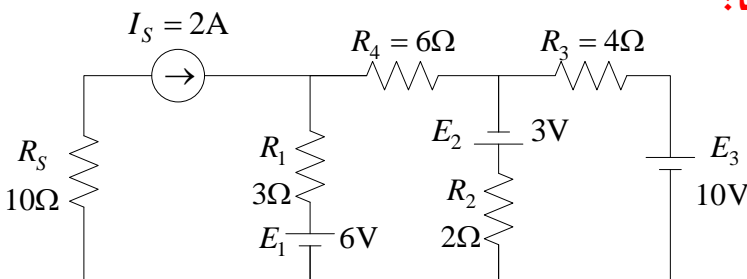 I_S = 2A
R_4 = 6Ω
R_3 = 4Ω
R_S
10Ω
R_1
3Ω
E_1 6V
E_2 3V
R_2
2Ω
E_3
10V